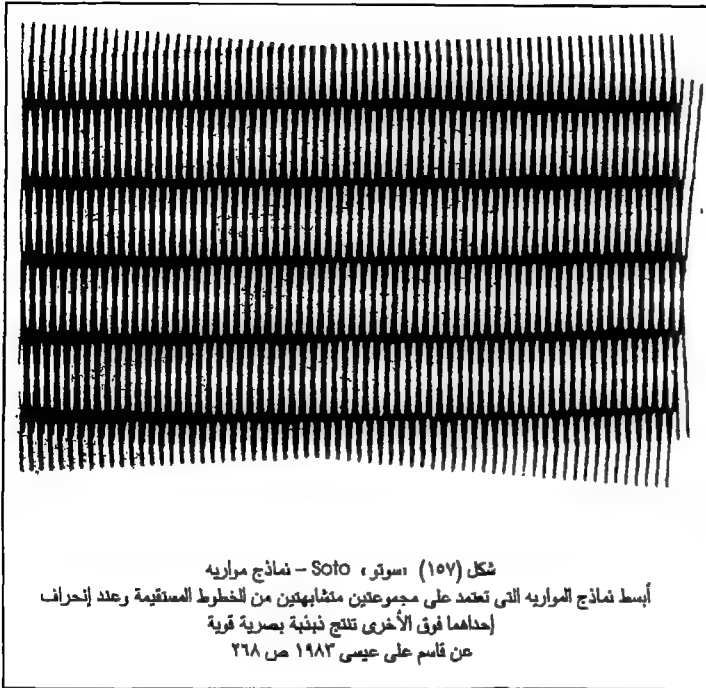 شكل (١٥٧) «سوتو» Soto – نماذج مواريه
أبسط نماذج المواريه التى تعتمد على مجموعتين متشابهتين من الخطوط المستقيمة وعند إنحراف
إحداهما فوق الأخرى تنتج ذبذبة بصرية قوية
عن قاسم على عيسى ١٩٨٣ ص ٢٦٨